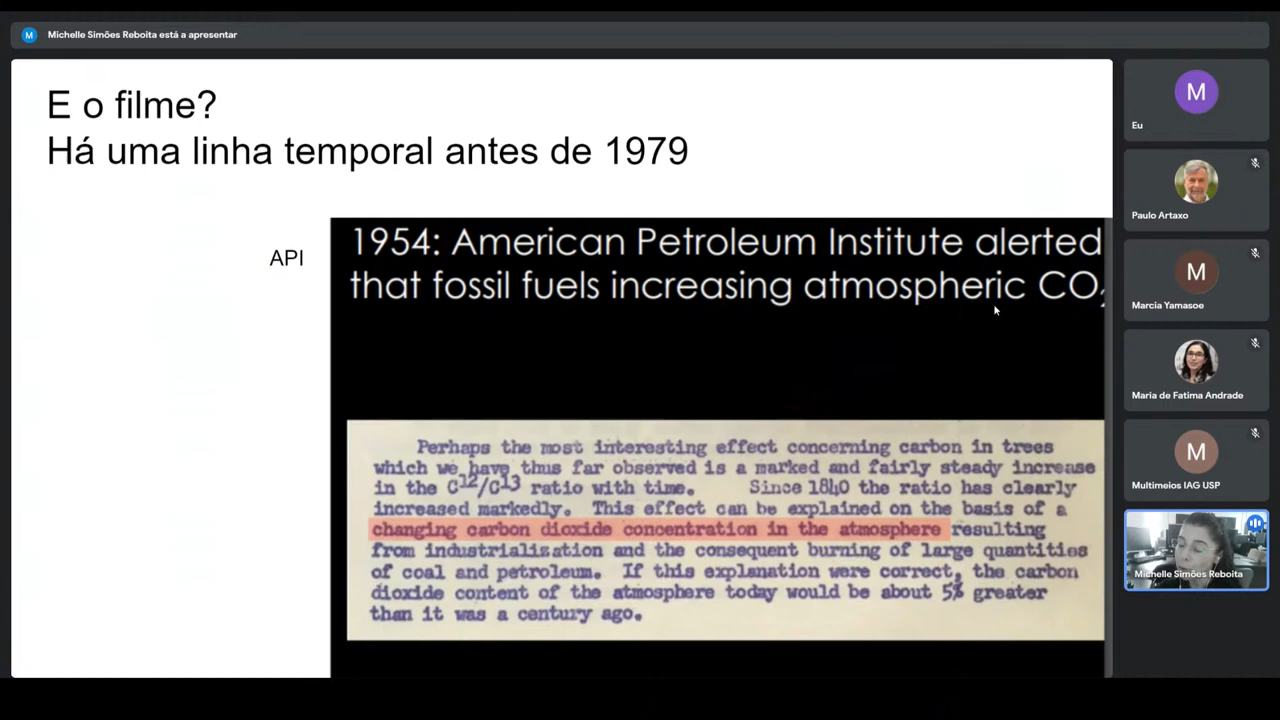 M Michelle Simões Reboita está a apresentar
E o filme?
Há uma linha temporal antes de 1979
API
1954: American Petroleum Institute alerted
that fossil fuels increasing atmospheric CO₂
Perhaps the most interesting effect concerning carbon in trees
which we have thus far observed is a marked and fairly steady increase
in the C12/C13 ratio with time. Since 1840 the ratio has clearly
increased markedly. This effect can be explained on the basis of a
changing carbon dioxide concentration in the atmosphere resulting
from industrialization and the consequent burning of large quantities
of coal and petroleum. If this explanation were correct, the carbon
dioxide content of the atmosphere today would be about 5% greater
than it was a century ago.
M
Eu
Paulo Artaxo
M
Marcia Yamasoe
Maria de Fatima Andrade
M
Multimeios IAG USP
Michelle Simões Reboita